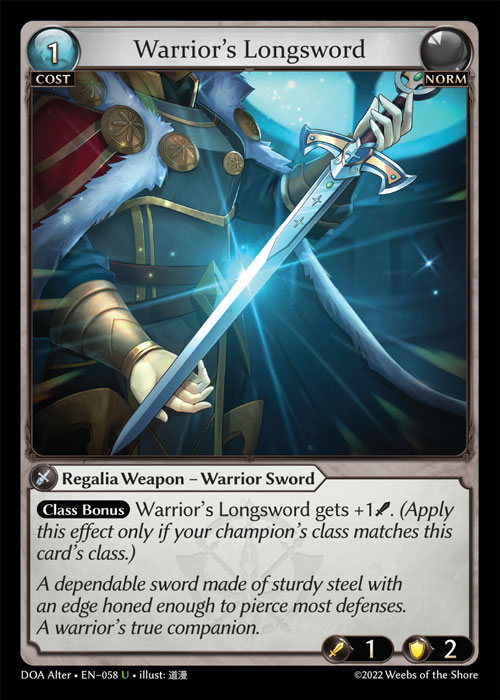 1
Warrior's Longsword
COST
NORM
Regalia Weapon – Warrior Sword
Class Bonus Warrior's Longsword gets +1. (Apply
this effect only if your champion's class matches this
card's class.)
A dependable sword made of sturdy steel with
an edge honed enough to pierce most defenses.
A warrior's true companion.
1
2
DOA Alter • EN–058 U • illust: 道漫
©2022 Weebs of the Shore